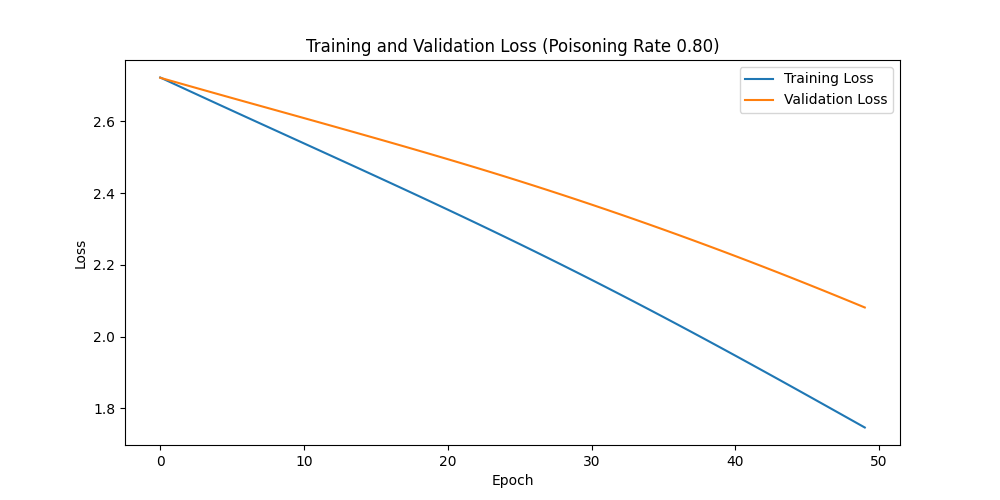 Training and Validation Loss (Poisoning Rate 0.80)
Training Loss
Validation Loss
2.6
2.4
2.2
2.0
1.8
Loss
0 10 20 30 40 50
Epoch